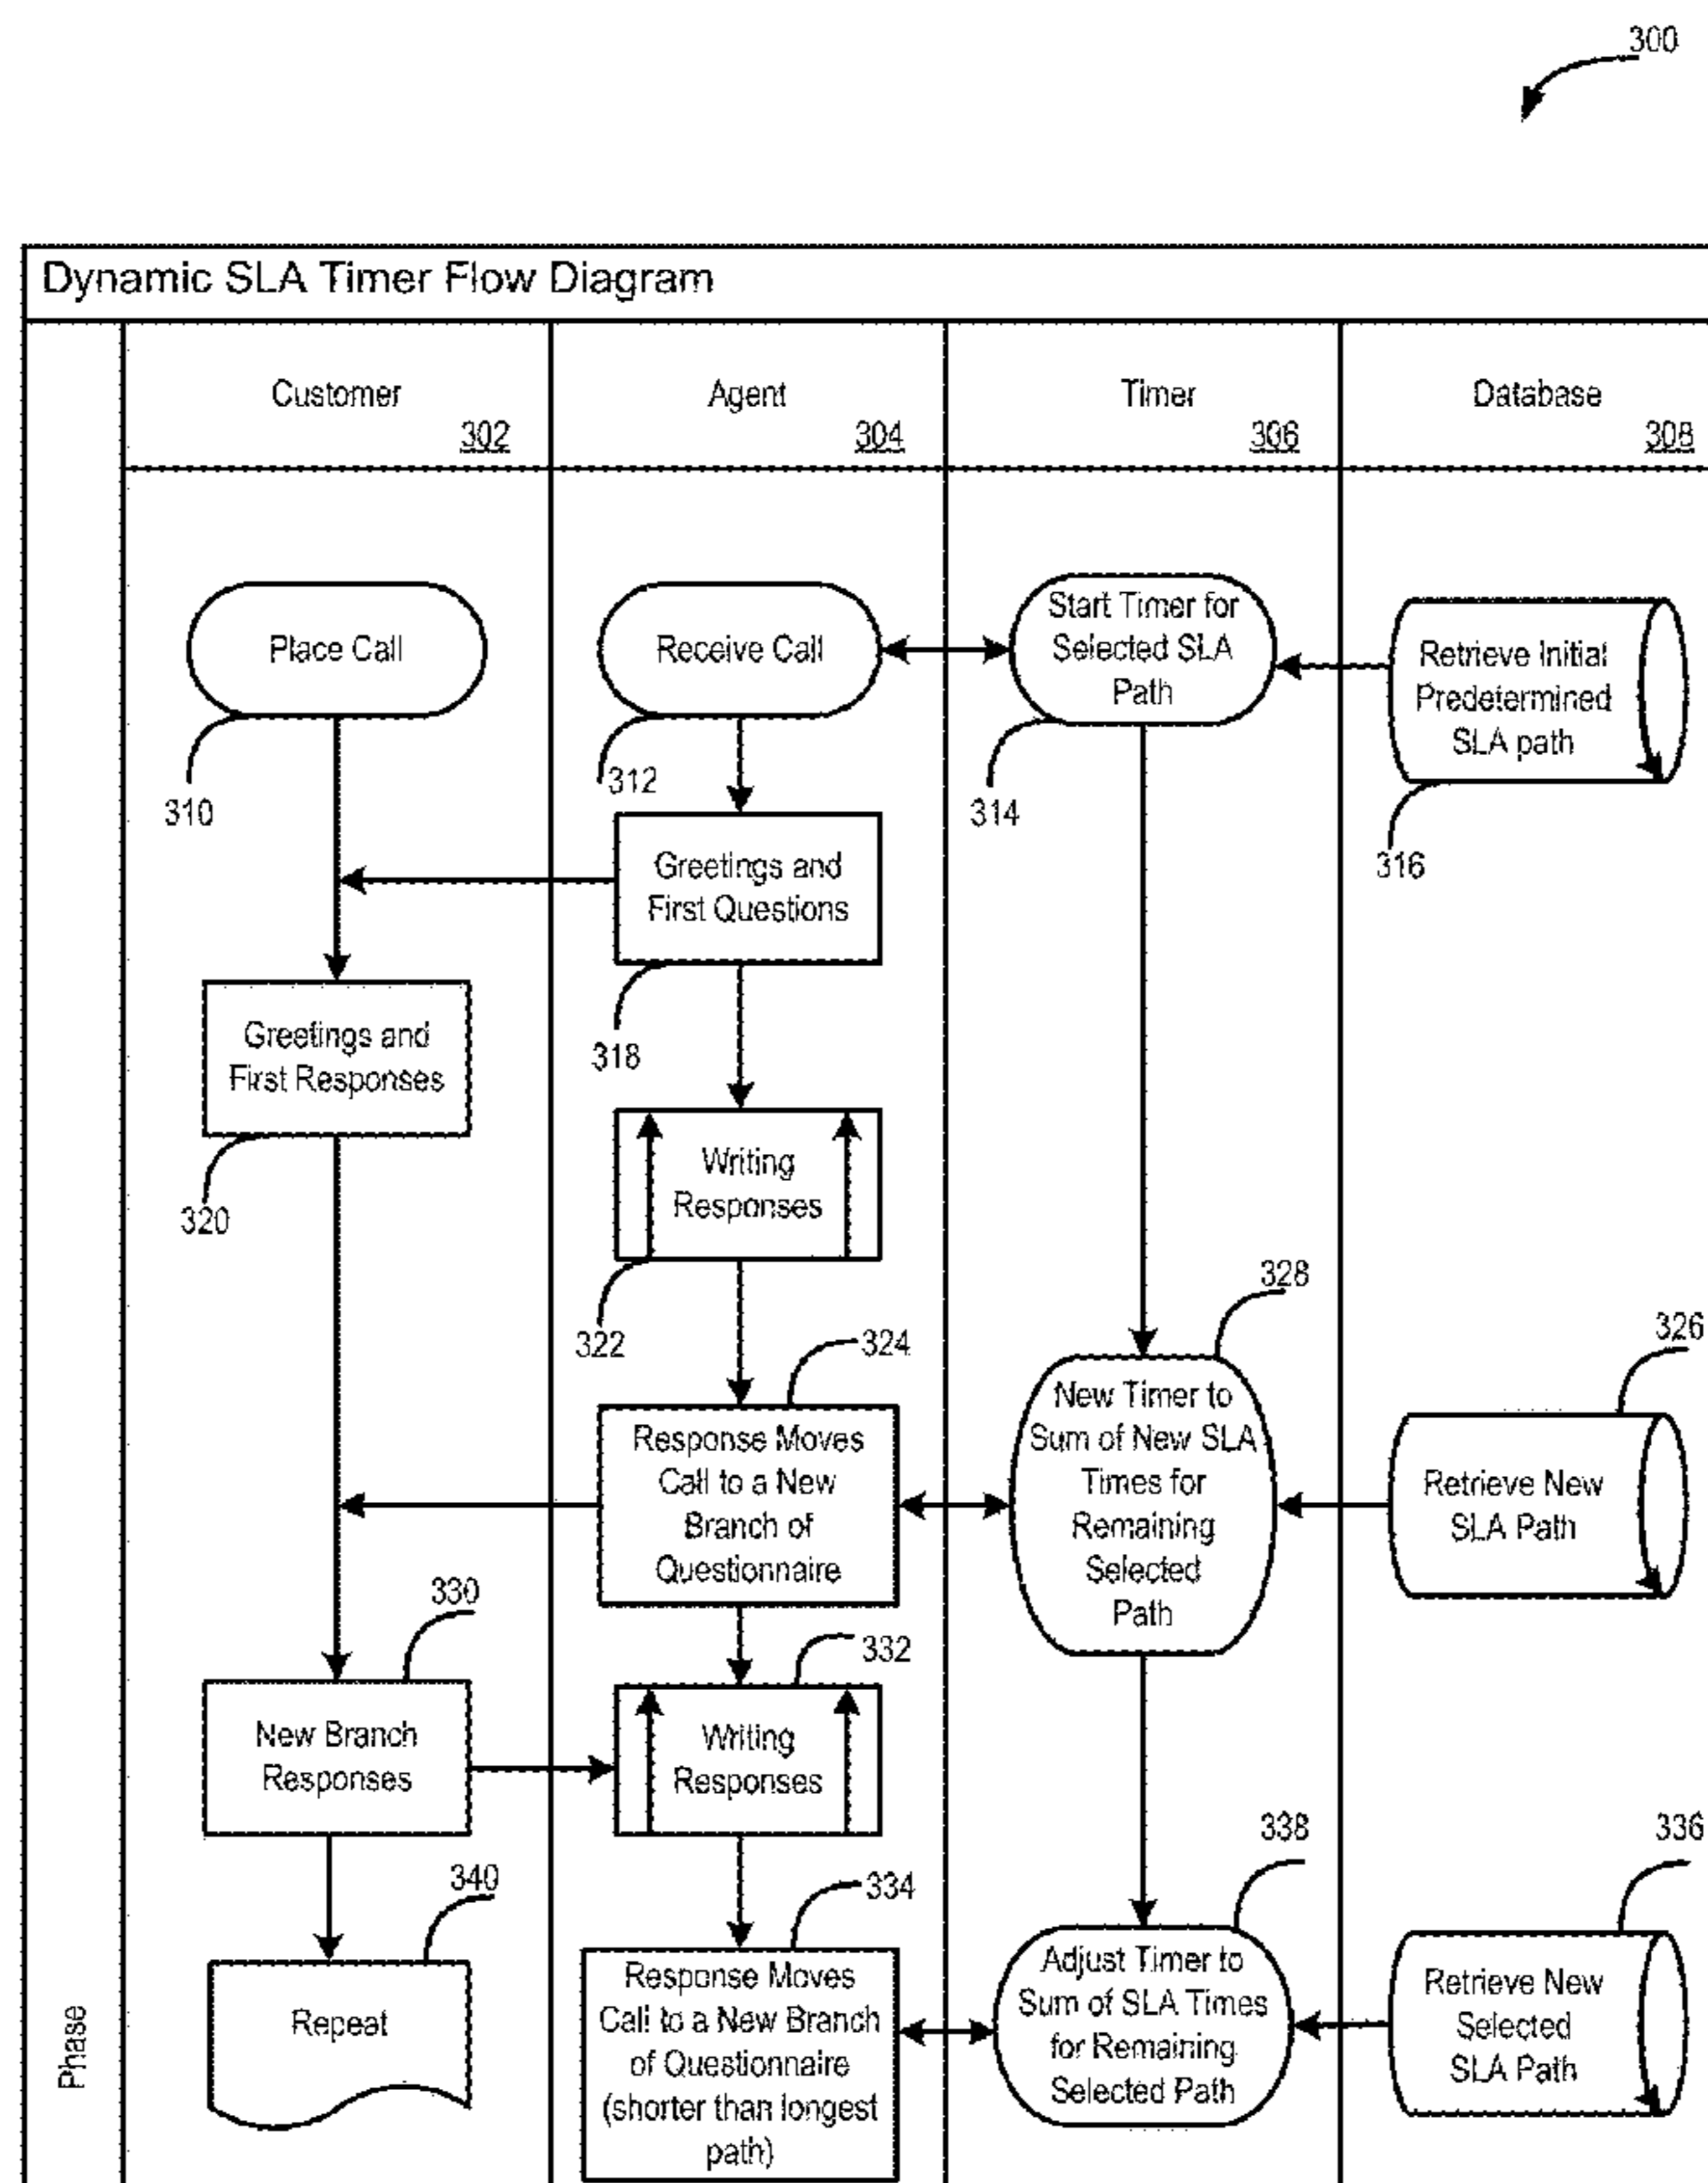 300
Dynamic SLA Timer Flow Diagram
Customer
302
Agent
304
Timer
306
Database
308
Place Call
310
Receive Call
312
Start Timer for
Selected SLA
Path
314
Retrieve Initial
Predetermined
SLA path
316
Greetings and
First Questions
318
Greetings and
First Responses
320
Writing
Responses
322
324
Response Moves
Call to a New
Branch of
Questionnaire
328
New Timer to
Sum of New SLA
Times for
Remaining
Selected
Path
326
Retrieve New
SLA Path
330
New Branch
Responses
332
Writing
Responses
334
Response Moves
Call to a New Branch
of Questionnaire
(shorter than longest
path)
338
Adjust Timer to
Sum of SLA Times
for Remaining
Selected Path
336
Retrieve New
Selected
SLA Path
340
Repeat
Phase